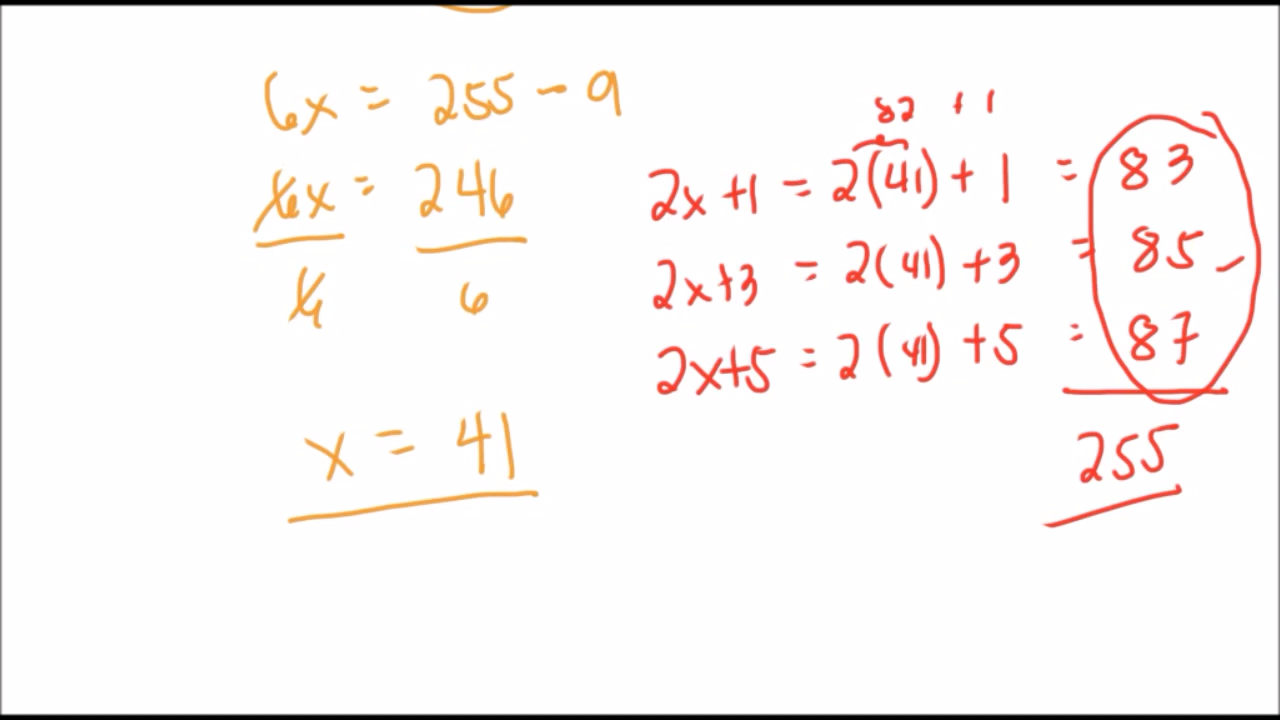 6x = 255 - 9
6x = 246
6 6
x = 41
82 + 1
2x+1 = 2(41) + 1 = 83
2x+3 = 2(41) +3 = 85
2x+5 = 2(41) +5 = 87
255